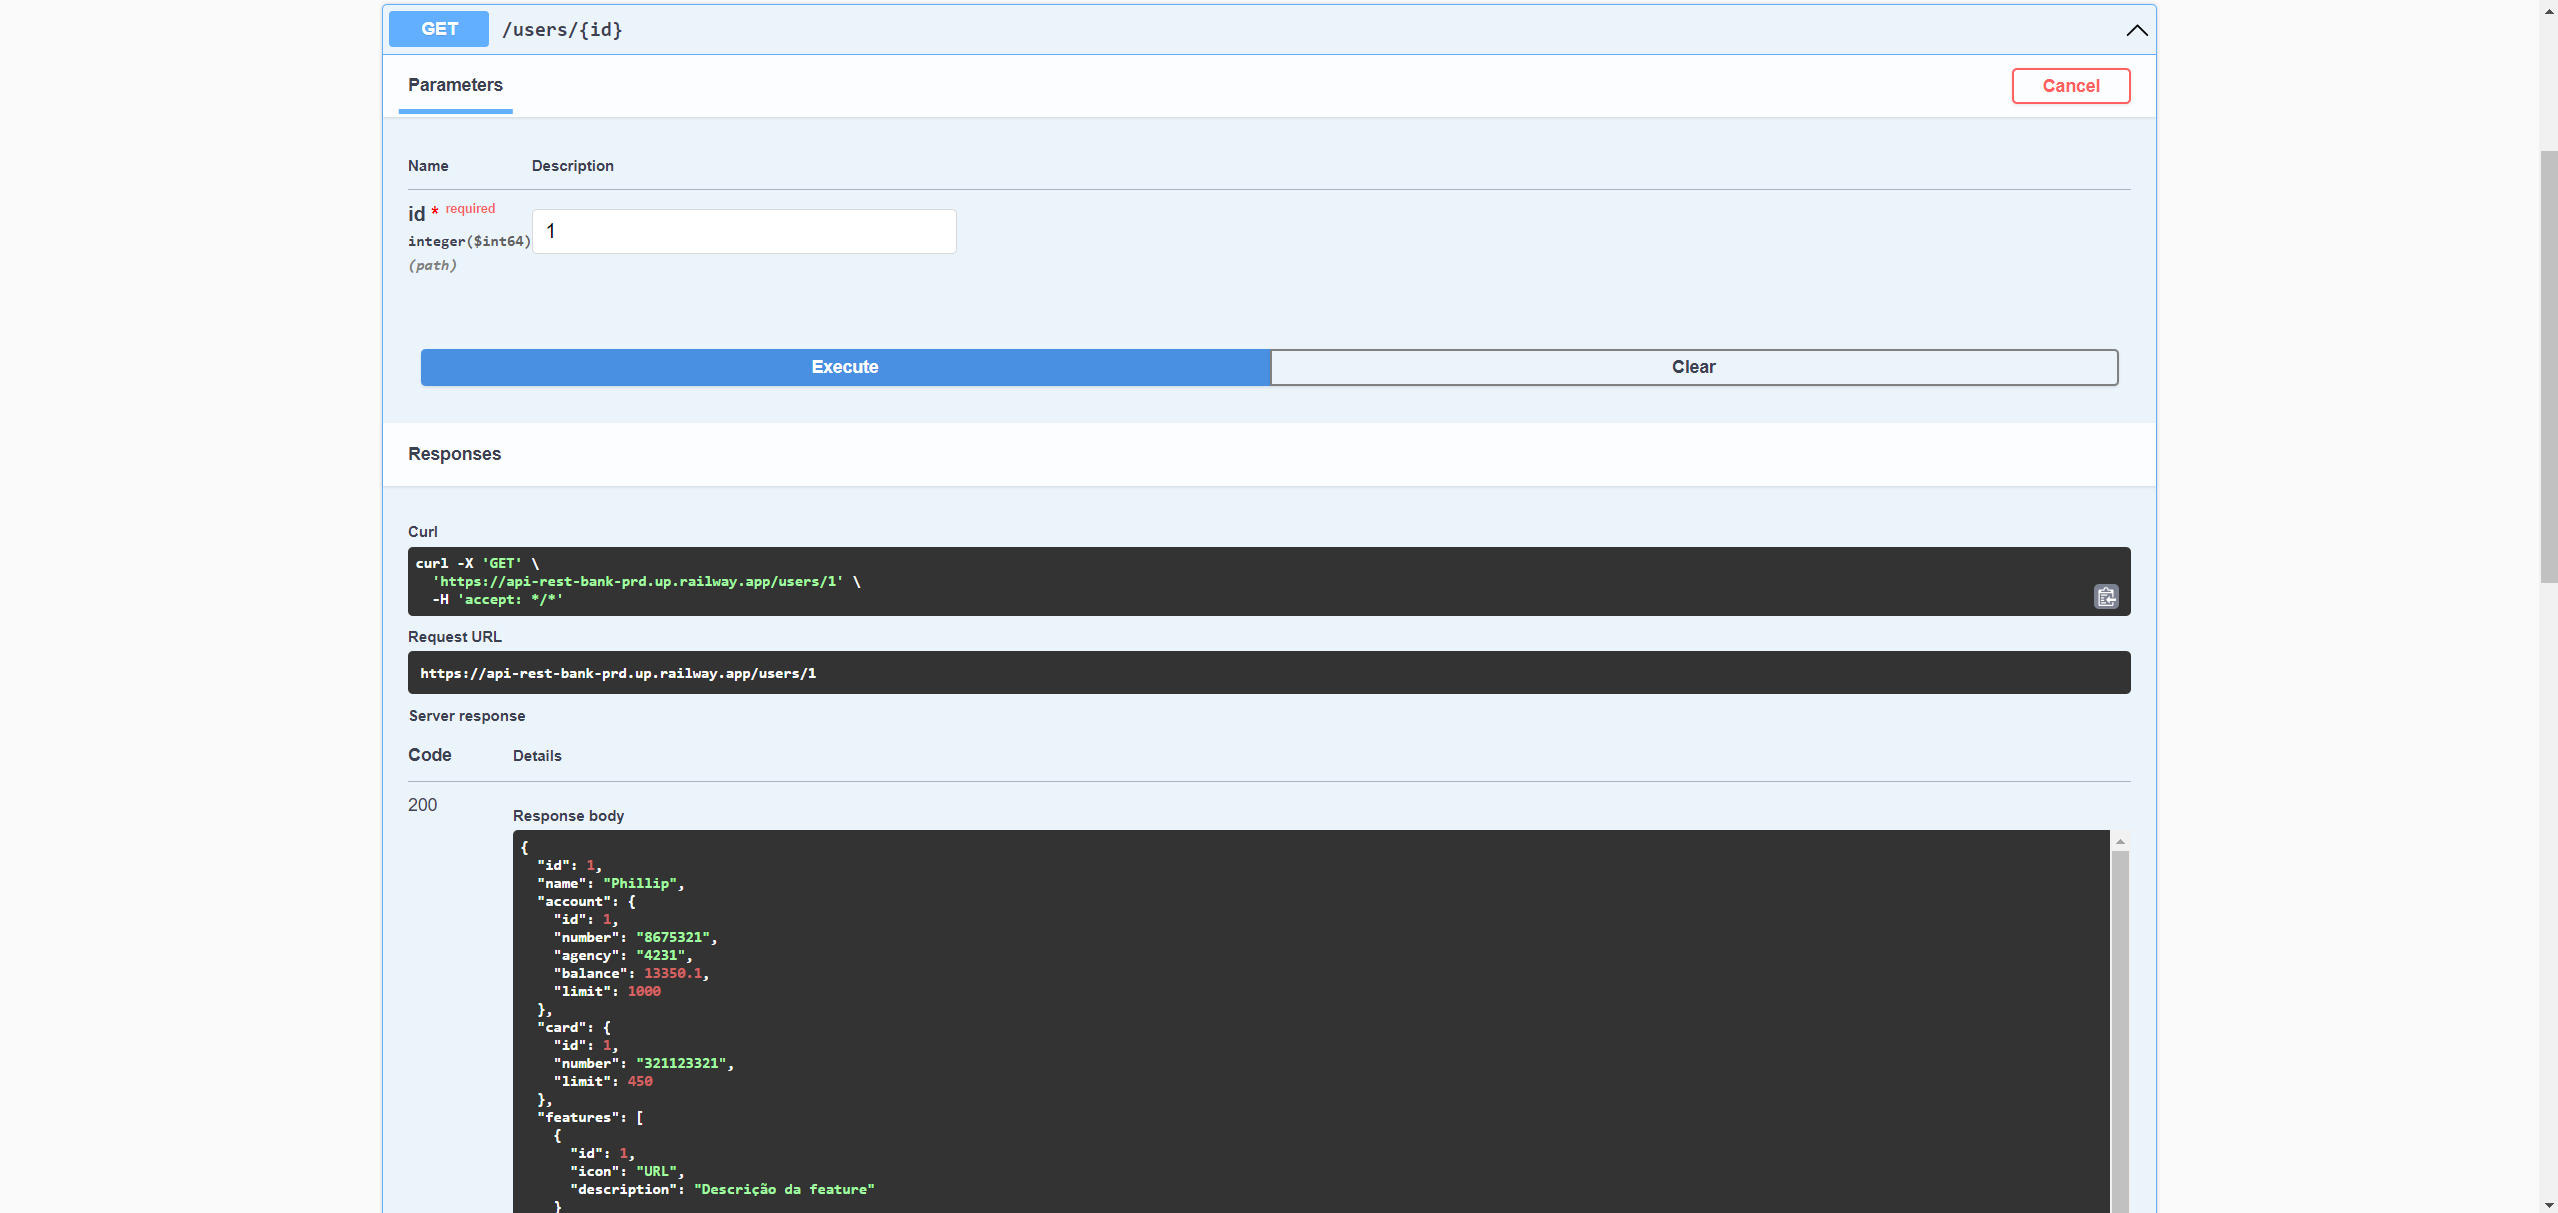 GET /users/{id}
Parameters
Cancel
Name Description
id * required
integer($int64)
(path)
1
Execute
Clear
Responses
Curl
curl -X 'GET' \
  'https://api-rest-bank-prd.up.railway.app/users/1' \
  -H 'accept: */*'
Request URL
https://api-rest-bank-prd.up.railway.app/users/1
Server response
Code Details
200
Response body
{
  "id": 1,
  "name": "Phillip",
  "account": {
    "id": 1,
    "number": "8675321",
    "agency": "4231",
    "balance": 13350.1,
    "limit": 1000
  },
  "card": {
    "id": 1,
    "number": "321123321",
    "limit": 450
  },
  "features": [
    {
      "id": 1,
      "icon": "URL",
      "description": "Descrição da feature"
    }